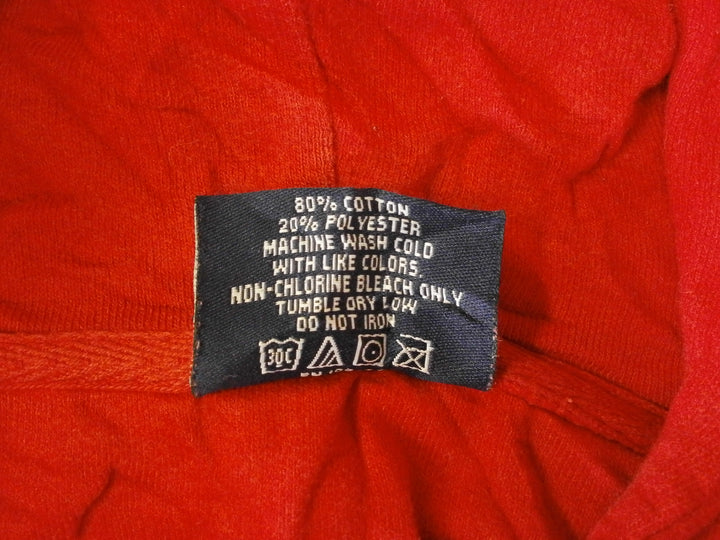 80% COTTON
20% POLYESTER
MACHINE WASH COLD
WITH LIKE COLORS.
NON-CHLORINE BLEACH ONLY
TUMBLE DRY LOW
DO NOT IRON
30C